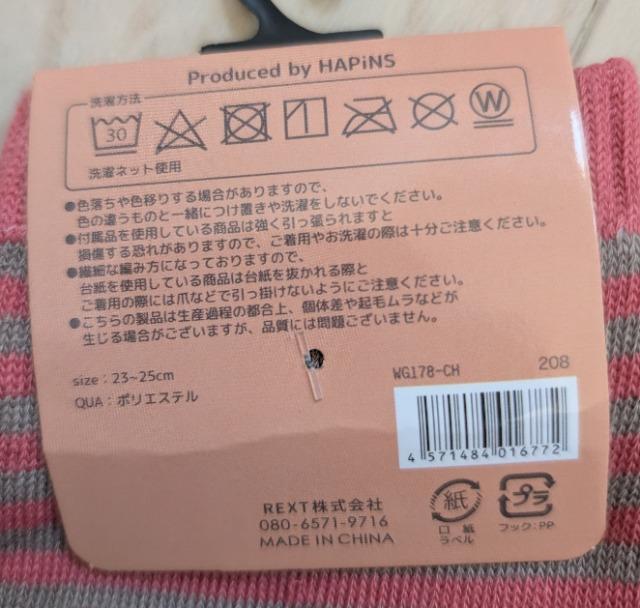 Produced by HAPiNS
洗濯方法
30
W
洗濯ネット使用
●色落ちや色移りする場合がありますので、
色の違うものと一緒につけ置きや洗濯をしないでください。
●付属品を使用している商品は強く引っ張られますと
損傷する恐れがありますので、ご着用やお洗濯の際は十分ご注意ください。
●繊細な編み方になっておりますので、
台紙を使用している商品は台紙を抜かれる際と
ご着用の際には爪などで引っ掛けないようにご注意ください。
●こちらの製品は生産過程の都合上、個体差や起毛ムラなどが
生じる場合がございますが、品質には問題ございません。
size：23~25cm
QUA：ポリエステル
WG178-CH
208
4 571484 016772
REXT株式会社
080-6571-9716
MADE IN CHINA
紙
口 紙
ラベル
プラ
フック：PP